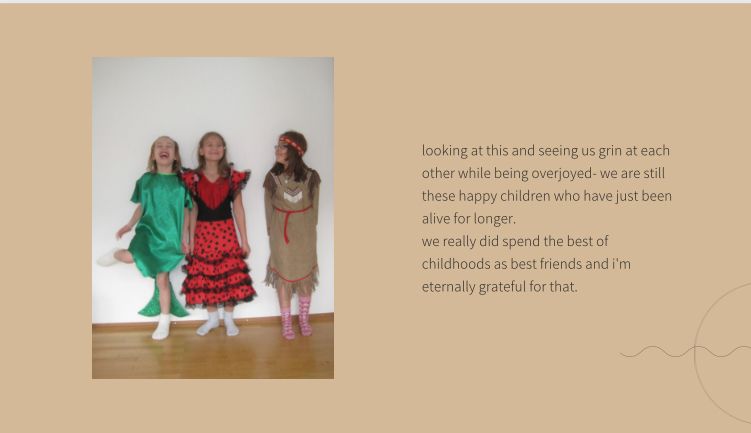 looking at this and seeing us grin at each
other while being overjoyed- we are still
these happy children who have just been
alive for longer.
we really did spend the best of
childhoods as best friends and i'm
eternally grateful for that.